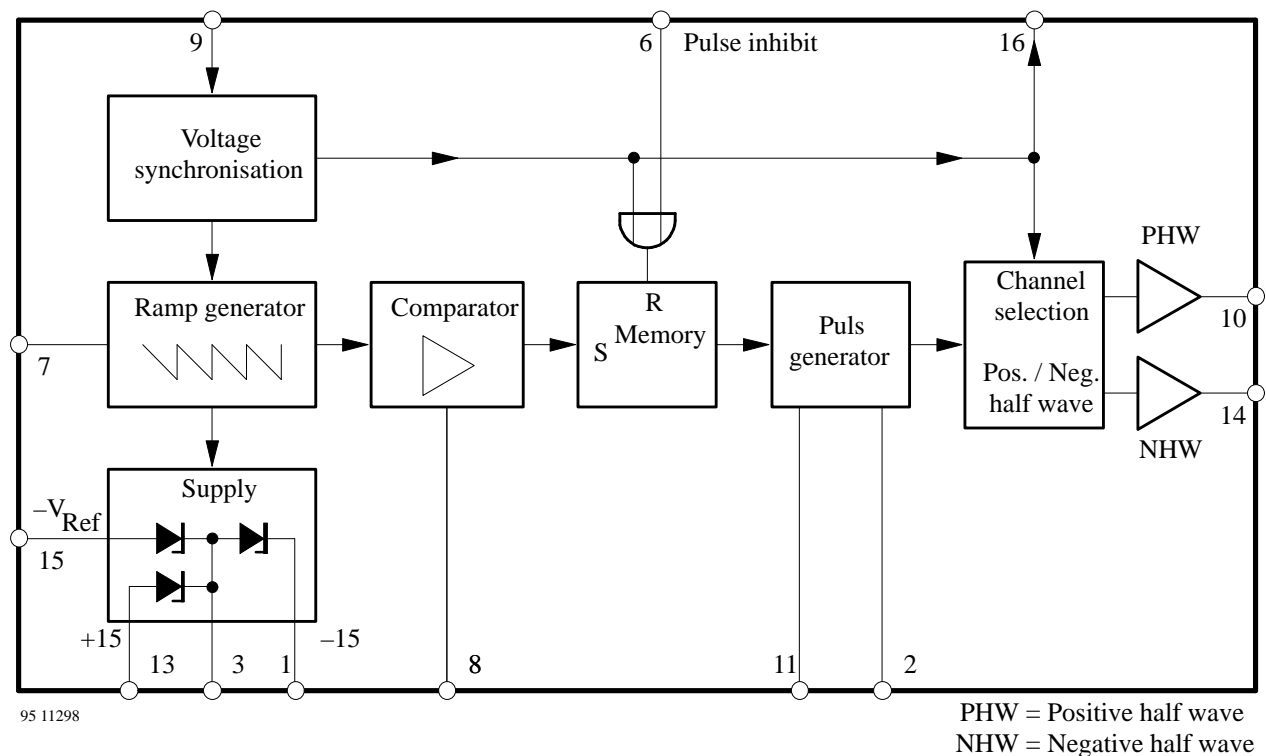 9
6
Pulse inhibit
16
Voltage
synchronisation
PHW
Ramp generator
Comparator
R
Memory
S
Puls
generator
Channel
selection
Pos. / Neg.
half wave
10
7
14
NHW
Supply
–VRef
15
+15
–15
13
3
1
8
11
2
95 11298
PHW = Positive half wave
NHW = Negative half wave